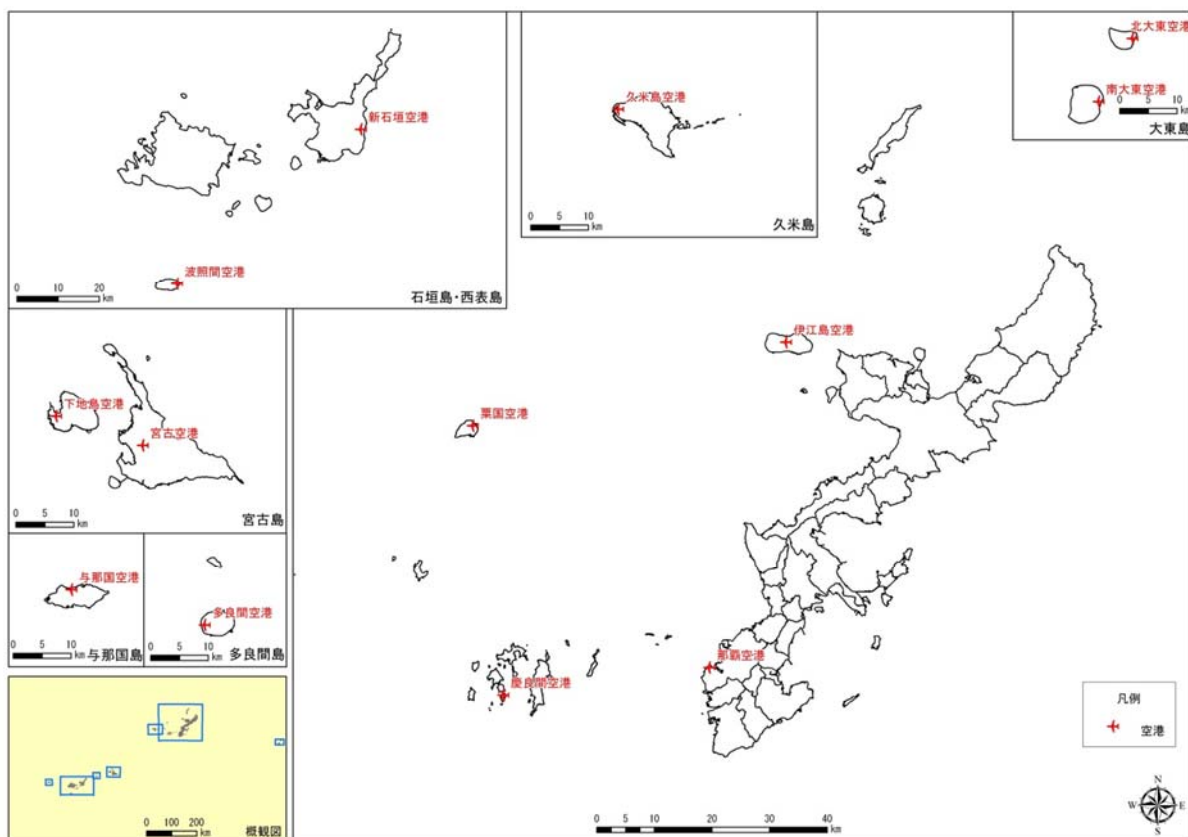 新石垣空港
波照間空港
0 10 20
km
石垣島・西表島
久米島空港
0 5 10
km
久米島
北大東空港
南大東空港
0 5 10
km
大東島
下地島空港
宮古空港
0 5 10
km
宮古島
与那国空港
0 5 10
km
与那国島
多良間空港
0 5 10
km
多良間島
伊江島空港
粟国空港
那覇空港
慶良間空港
0 100 200
km
概観図
0 10 20 30 40
km
凡例
空港
N
W E
S